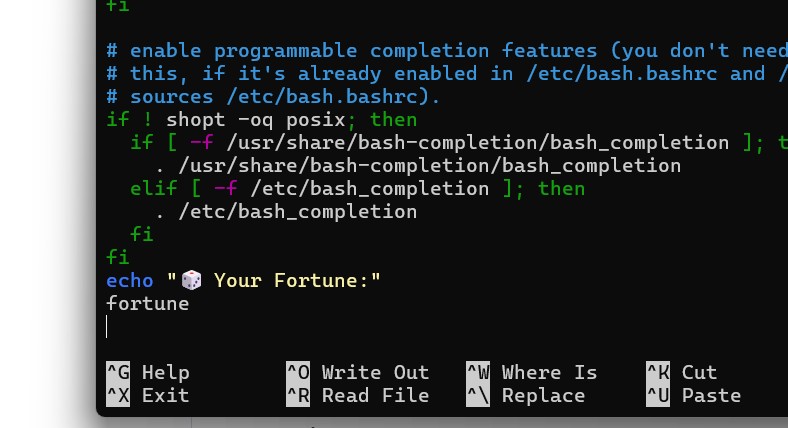 fi
# enable programmable completion features (you don't need
# this, if it's already enabled in /etc/bash.bashrc and /
# sources /etc/bash.bashrc).
if ! shopt -oq posix; then
  if [ -f /usr/share/bash-completion/bash_completion ]; t
    . /usr/share/bash-completion/bash_completion
  elif [ -f /etc/bash_completion ]; then
    . /etc/bash_completion
  fi
fi
echo "🎲 Your Fortune:"
fortune
^G Help ^O Write Out ^W Where Is ^K Cut
^X Exit ^R Read File ^\ Replace ^U Paste